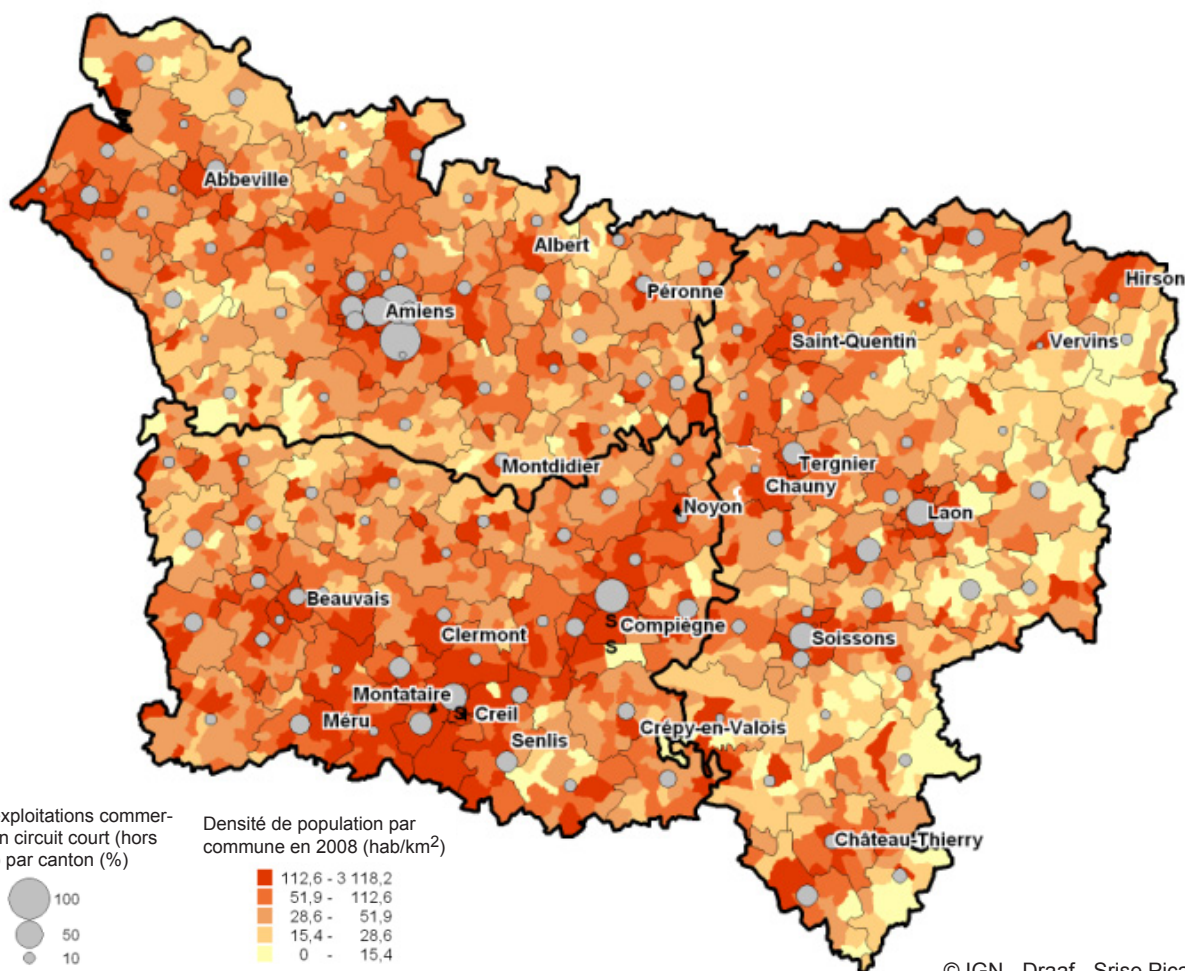 Abbeville
Albert
Amiens
Péronne
Hirson
Saint-Quentin
Vervins
Montdidier
Tergnier
Chauny
Noyon
Laon
Beauvais
Clermont
Compiègne
S
S
Soissons
Montataire
S
Creil
Méru
Senlis
Crépy-en-Valois
Château-Thierry
xploitations commer-
n circuit court (hors
) par canton (%)
100
50
10
Densité de population par
commune en 2008 (hab/km²)
112,6 - 3 118,2
51,9 - 112,6
28,6 - 51,9
15,4 - 28,6
0 - 15,4
© IGN - Draaf - Srise Pica